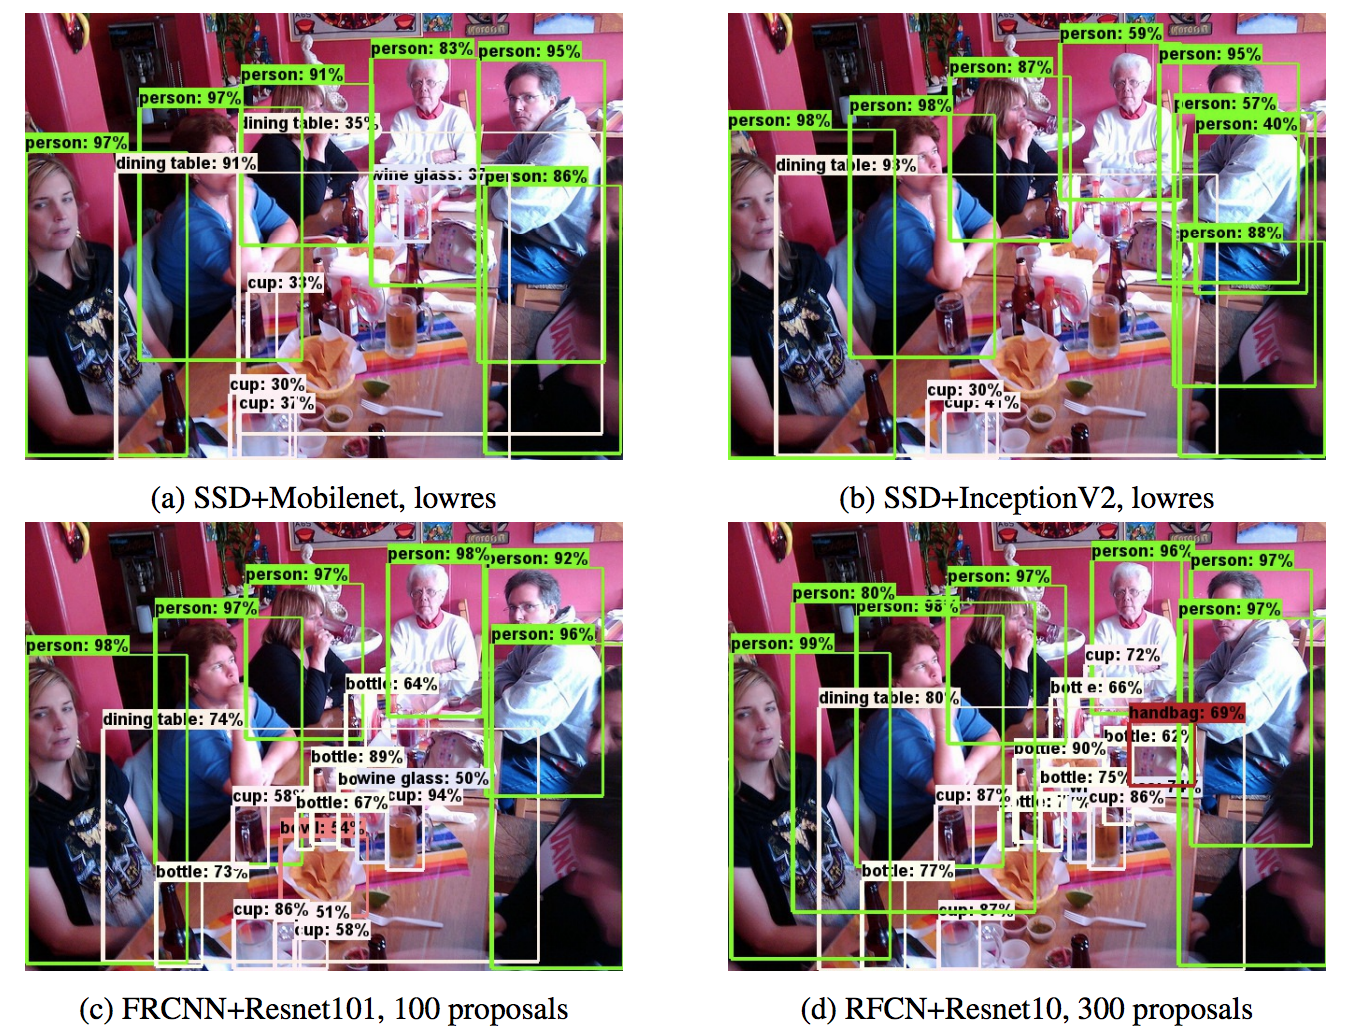 person: 83%
person: 95%
person: 91%
person: 97%
dining table: 35%
person: 97%
dining table: 91%
wine glass: 37
person: 86%
cup: 33%
cup: 30%
cup: 37%
(a) SSD+Mobilenet, lowres
person: 59%
person: 95%
person: 87%
person: 98%
person: 57%
person: 98%
person: 40%
dining table: 93%
person: 88%
cup: 30%
cup: 41%
(b) SSD+InceptionV2, lowres
person: 98%
person: 92%
person: 97%
person: 97%
person: 96%
person: 98%
bottle: 64%
dining table: 74%
bottle: 89%
bo
wine glass: 50%
cup: 58%
bottle: 67%
cup: 94%
bowl: 54%
bottle: 73%
cup: 86%
51%
cup: 58%
(c) FRCNN+Resnet101, 100 proposals
person: 96%
person: 97%
person: 97%
person: 80%
person: 98%
person: 97%
person: 99%
cup: 72%
bottle: 66%
dining table: 80%
handbag: 69%
bottle: 62%
bottle: 90%
bottle: 75%
cup: 87%
cup: 86%
bottle: 77%
cup: 87%
(d) RFCN+Resnet10, 300 proposals